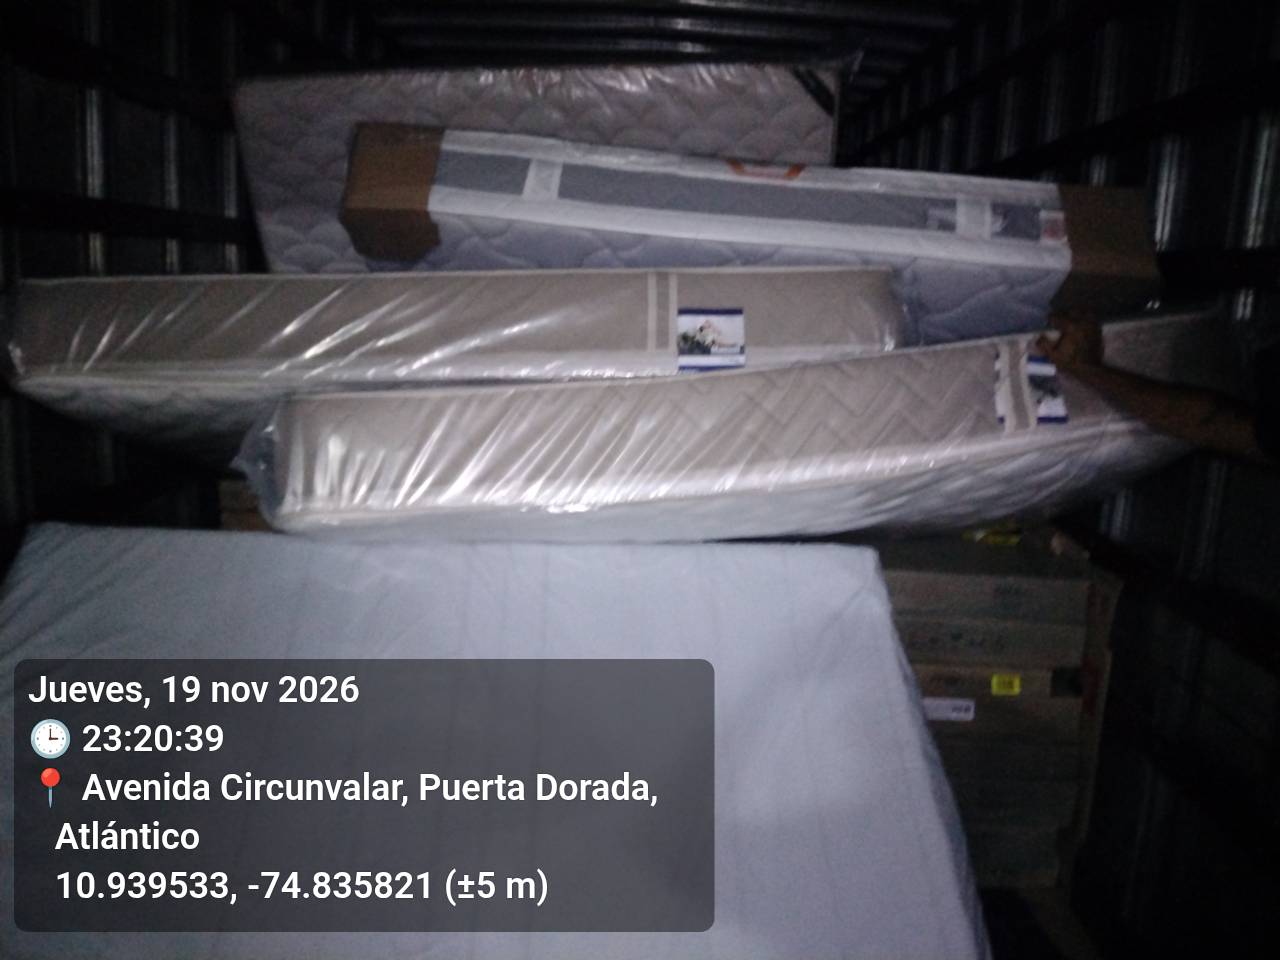 Jueves, 19 nov 2026
23:20:39
Avenida Circunvalar, Puerta Dorada,
Atlántico
10.939533, -74.835821 (±5 m)